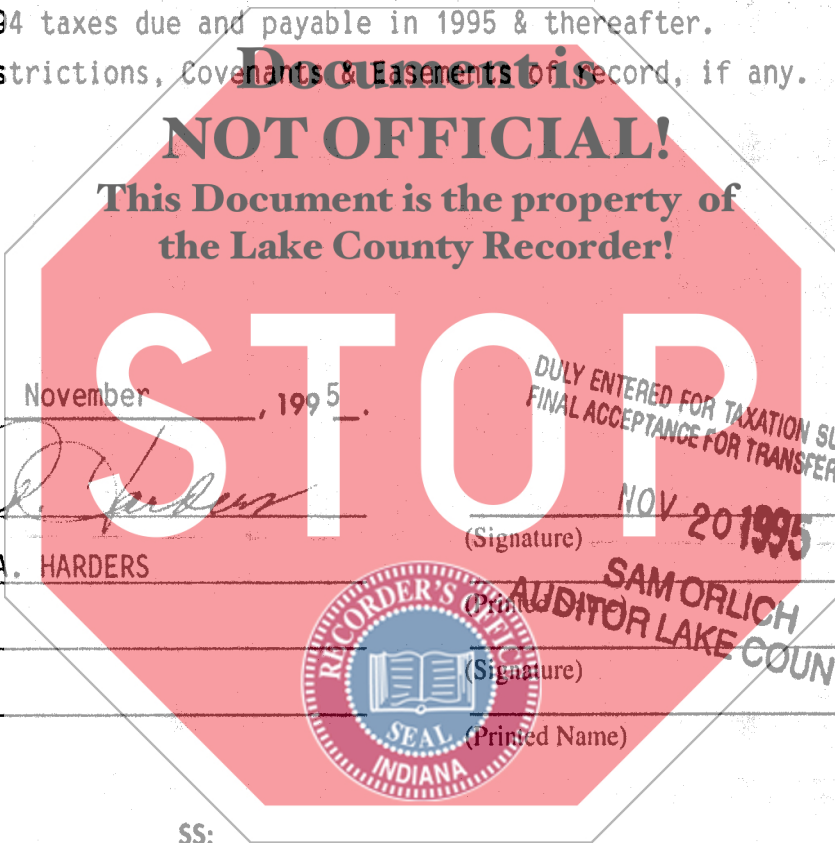 94 taxes due and payable in 1995 & thereafter.
strictions, Covenants & Easements of record, if any.
Document is
NOT OFFICIAL!
This Document is the property of
the Lake County Recorder!
STOP
November , 1995.
DULY ENTERED FOR TAXATION SU
FINAL ACCEPTANCE FOR TRANSFER
R. Harders
NOV 20 1995
(Signature)
A. HARDERS
(Printed Name)
SAM ORLICH
AUDITOR LAKE COUN
(Signature)
(Printed Name)
RECORDER'S OFFICE
SEAL
INDIANA
SS: